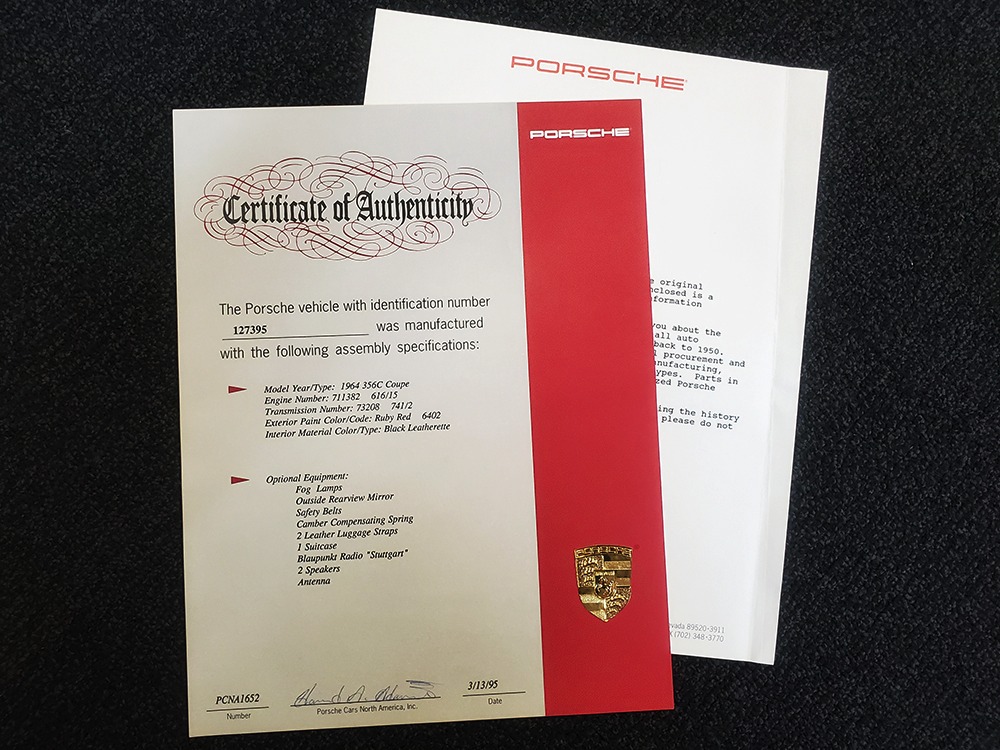 PORSCHE
PORSCHE
Certificate of Authenticity
The Porsche vehicle with identification number
127395 was manufactured
with the following assembly specifications:
Model Year/Type: 1964 356C Coupe
Engine Number: 711382 616/15
Transmission Number: 73208 741/2
Exterior Paint Color/Code: Ruby Red 6402
Interior Material Color/Type: Black Leatherette
Optional Equipment:
Fog Lamps
Outside Rearview Mirror
Safety Belts
Camber Compensating Spring
2 Leather Luggage Straps
1 Suitcase
Blaupunkt Radio "Stuttgart"
2 Speakers
Antenna
PCNA1652
Number
Porsche Cars North America, Inc.
3/13/95
Date
original
nclosed is a
formation
you about the
all auto
back to 1950.
procurement and
nufacturing,
ypes. Parts in
zed Porsche
ing the history
please do not
vada 89520-3911
(702) 348-3770